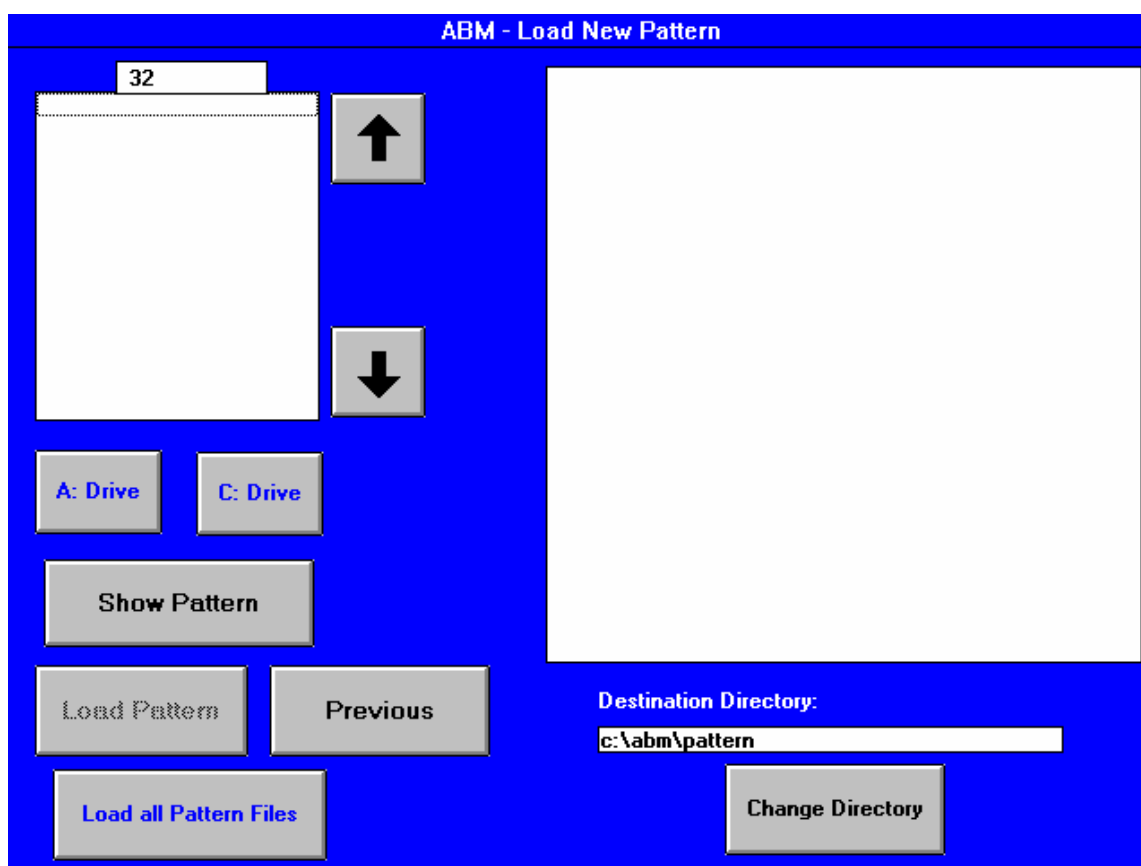 ABM - Load New Pattern
32
A: Drive
C: Drive
Show Pattern
Load Pattern
Previous
Load all Pattern Files
Destination Directory:
c:\abm\pattern
Change Directory